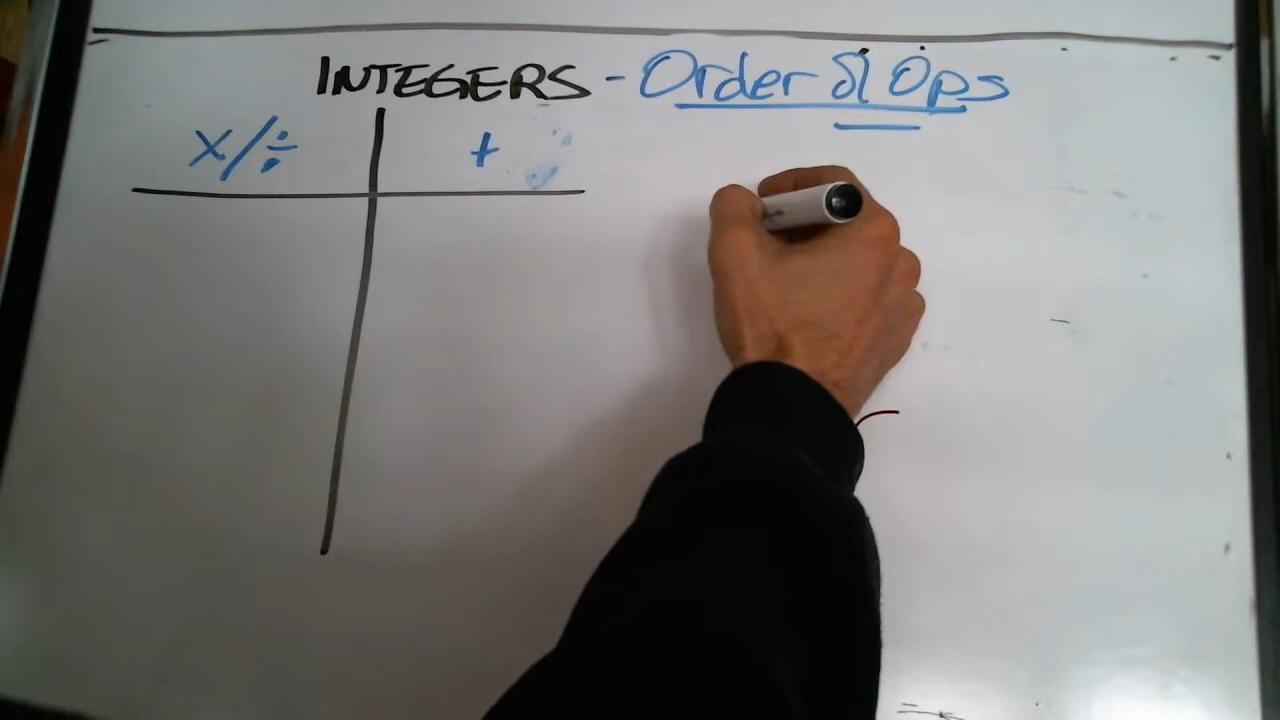 INTEGERS - Order of Ops
×/÷ +